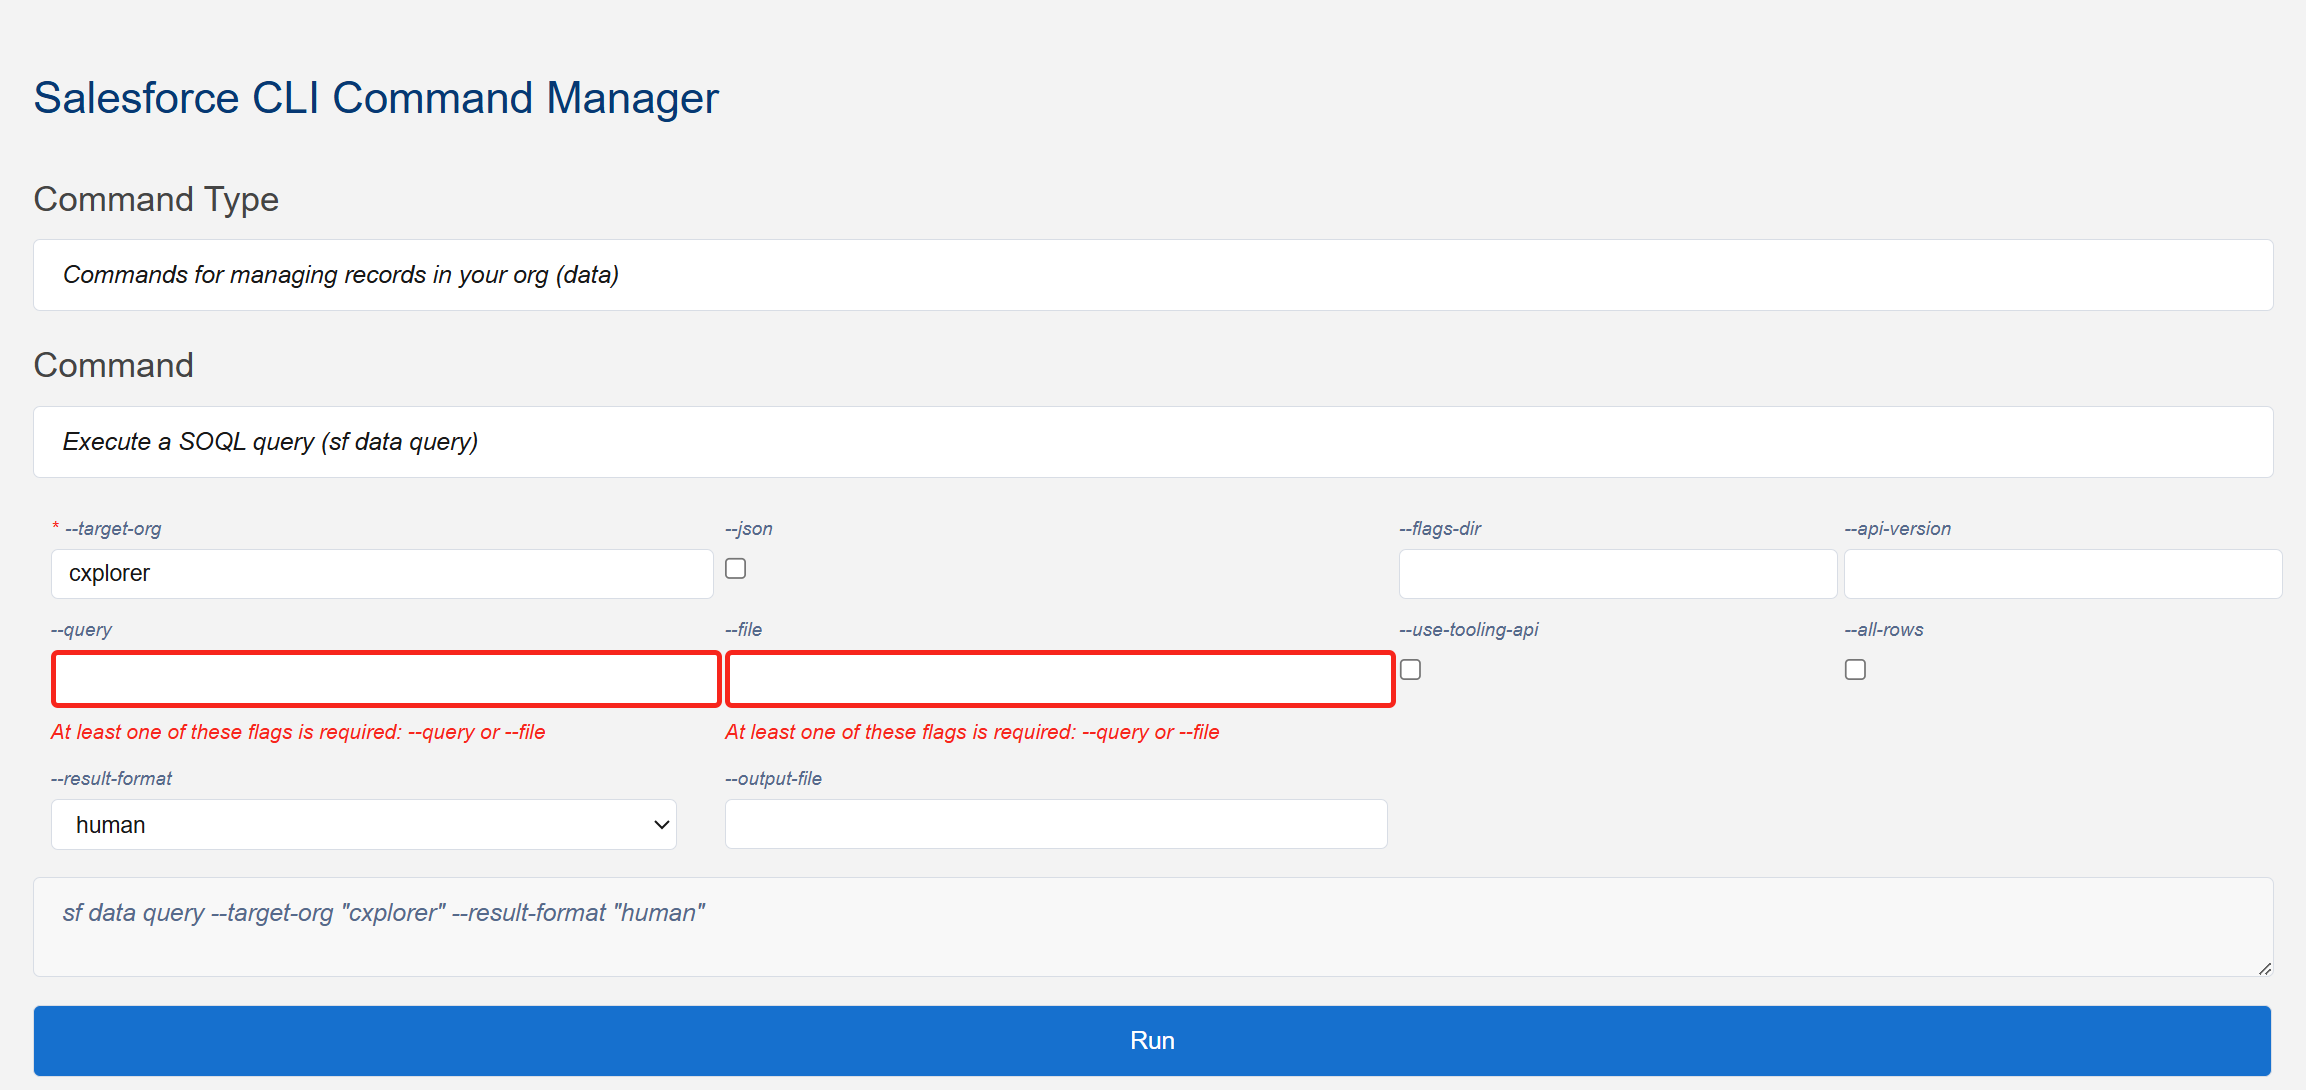 Salesforce CLI Command Manager
Command Type
Commands for managing records in your org (data)
Command
Execute a SOQL query (sf data query)
* --target-org
--json
--flags-dir
--api-version
cxplorer
--query
--file
--use-tooling-api
--all-rows
At least one of these flags is required: --query or --file
At least one of these flags is required: --query or --file
--result-format
--output-file
human
sf data query --target-org "cxplorer" --result-format "human"
Run